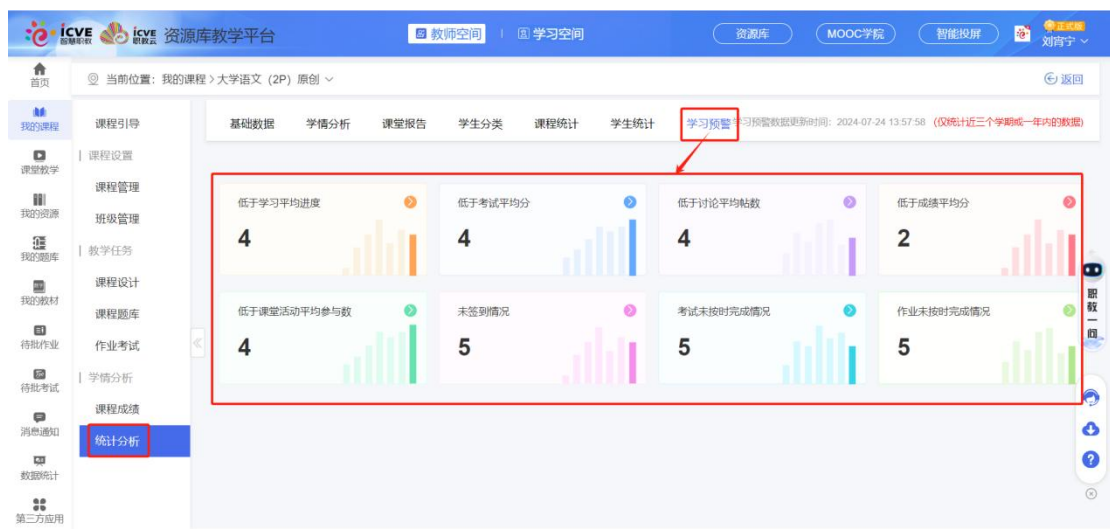 icve 智慧职教 icve 职教云 资源库教学平台 教师空间 学习空间 资源库 MOOC学院 智能投屏 正式版 刘宵宁
首页
当前位置：我的课程 > 大学语文（2P）原创
返回
我的课程
课堂教学
我的资源
我的题库
我的教材
待批作业
待批考试
消息通知
数据统计
第三方应用
课程引导
课程设置
课程管理
班级管理
教学任务
课程设计
课程题库
作业考试
学情分析
课程成绩
统计分析
基础数据 学情分析 课堂报告 学生分类 课程统计 学生统计 学习预警 学习预警数据更新时间：2024-07-24 13:57:58 (仅统计近三个学期或一年内的数据)
低于学习平均进度 低于考试平均分 低于讨论平均帖数 低于成绩平均分
4 4 4 2
低于课堂活动平均参与数 未签到情况 考试未按时完成情况 作业未按时完成情况
4 5 5 5
职教一问